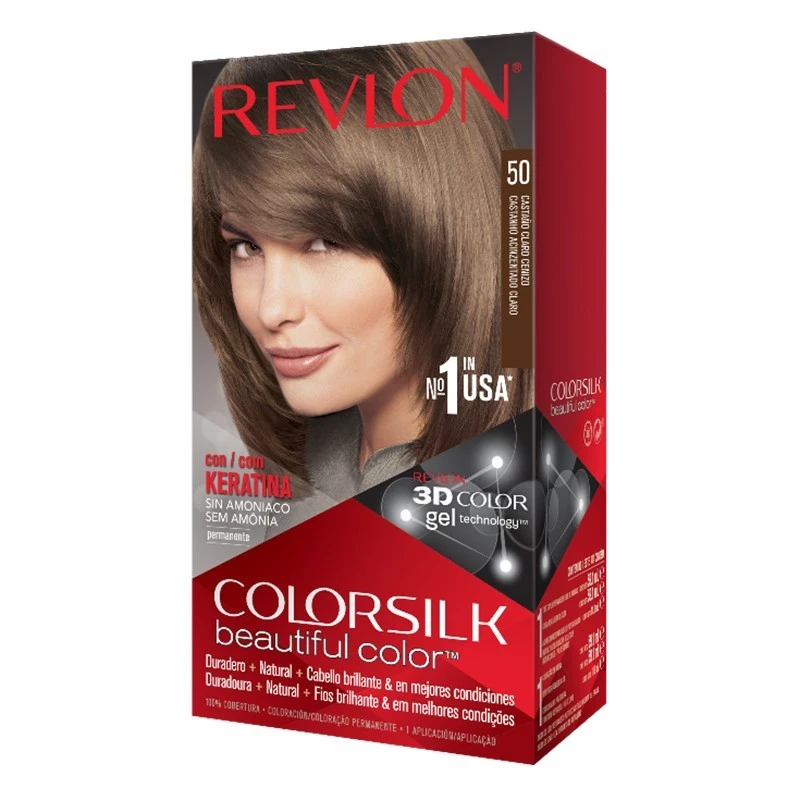 REVLON®
50
CASTAÑO CLARO CENIZO
CASTANHO ACINZENTADO CLARO
Nº1 IN USA*
con / com
KERATINA
SIN AMONIACO
SEM AMÔNIA
permanente
REVLON
3D COLOR
gel technology™
COLORSILK
beautiful color™
Duradero + Natural + Cabello brillante & en mejores condiciones
Duradoura + Natural + Fios brilhante & em melhores condições
100% COBERTURA • COLORACIÓN/COLORAÇÃO PERMANENTE • 1 APLICACIÓN/APLICAÇÃO
COLORSILK
beautiful color™
1
1